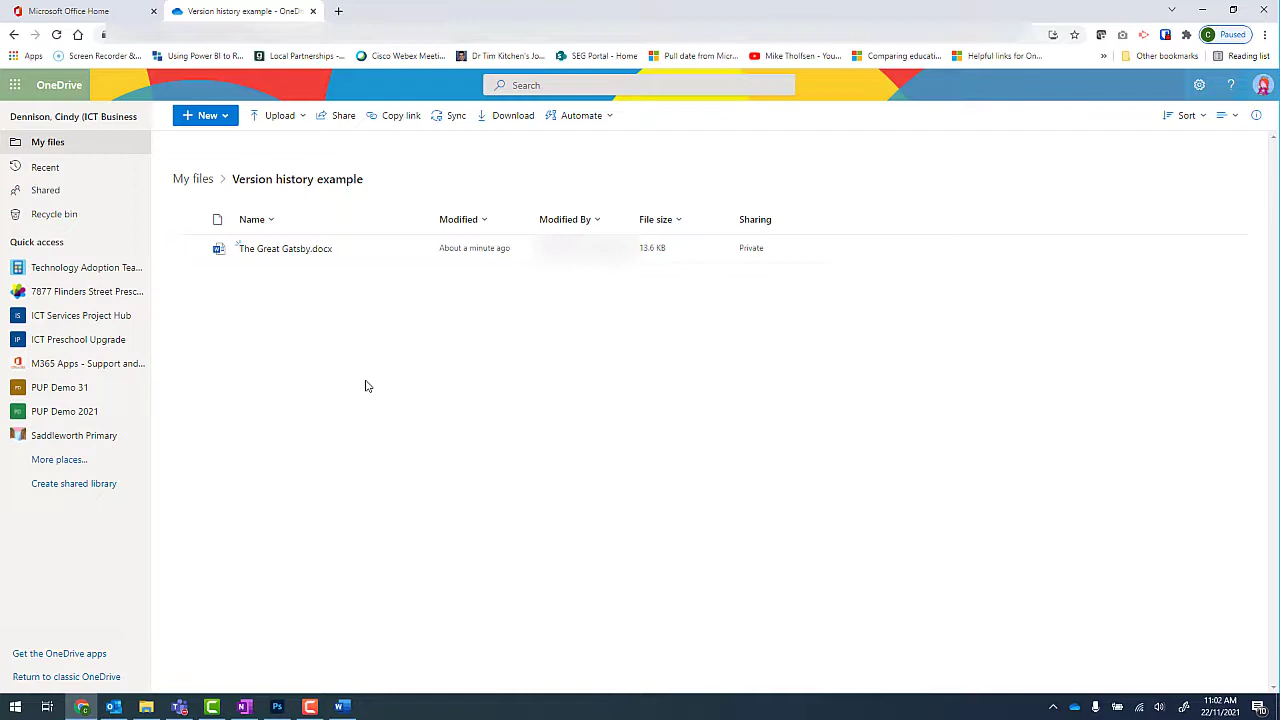 Microsoft Office Home
Version history example - OneDri
Paused
Apps
Screen Recorder &...
Using Power BI to R...
Local Partnerships -...
Cisco Webex Meeti...
Dr Tim Kitchen's Jo...
SEG Portal - Home
Pull date from Micr...
Mike Tholfsen - You...
Comparing educati...
Helpful links for On...
»
Other bookmarks
Reading list
OneDrive
Search
Dennison, Cindy (ICT Business
New
Upload
Share
Copy link
Sync
Download
Automate
Sort
My files
Recent
Shared
Recycle bin
Quick access
Technology Adoption Tea...
7877 Flinders Street Presc...
IS ICT Services Project Hub
IP ICT Preschool Upgrade
M365 Apps - Support and...
PD PUP Demo 31
PD PUP Demo 2021
Saddleworth Primary
More places...
Create shared library
Get the OneDrive apps
Return to classic OneDrive
My files > Version history example
Name
Modified
Modified By
File size
Sharing
The Great Gatsby.docx
About a minute ago
13.6 KB
Private
11:02 AM
22/11/2021